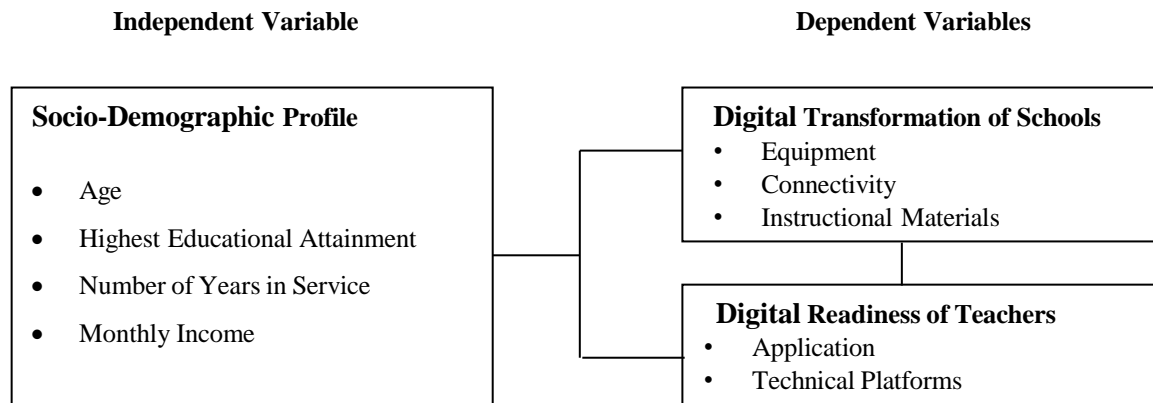 Independent Variable
Dependent Variables
Socio-Demographic Profile
• Age
• Highest Educational Attainment
• Number of Years in Service
• Monthly Income
Digital Transformation of Schools
• Equipment
• Connectivity
• Instructional Materials
Digital Readiness of Teachers
• Application
• Technical Platforms